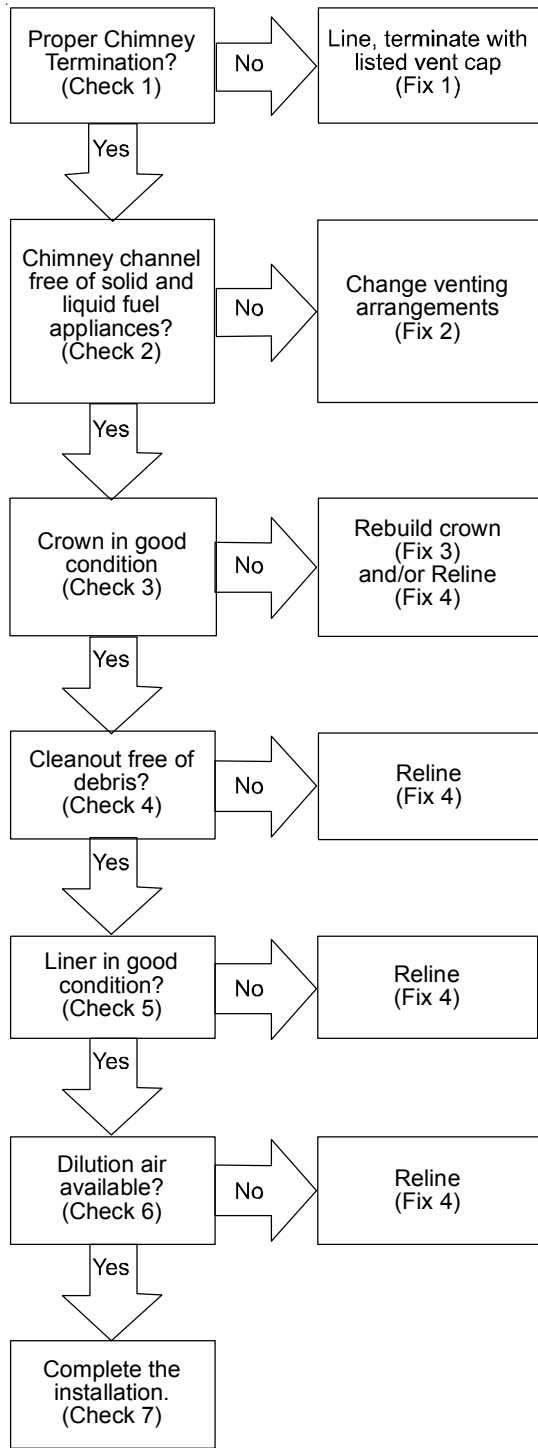 Proper Chimney
Termination?
(Check 1)
No
Line, terminate with
listed vent cap
(Fix 1)
Yes
Chimney channel
free of solid and
liquid fuel
appliances?
(Check 2)
No
Change venting
arrangements
(Fix 2)
Yes
Crown in good
condition
(Check 3)
No
Rebuild crown
(Fix 3)
and/or Reline
(Fix 4)
Yes
Cleanout free of
debris?
(Check 4)
No
Reline
(Fix 4)
Yes
Liner in good
condition?
(Check 5)
No
Reline
(Fix 4)
Yes
Dilution air
available?
(Check 6)
No
Reline
(Fix 4)
Yes
Complete the
installation.
(Check 7)